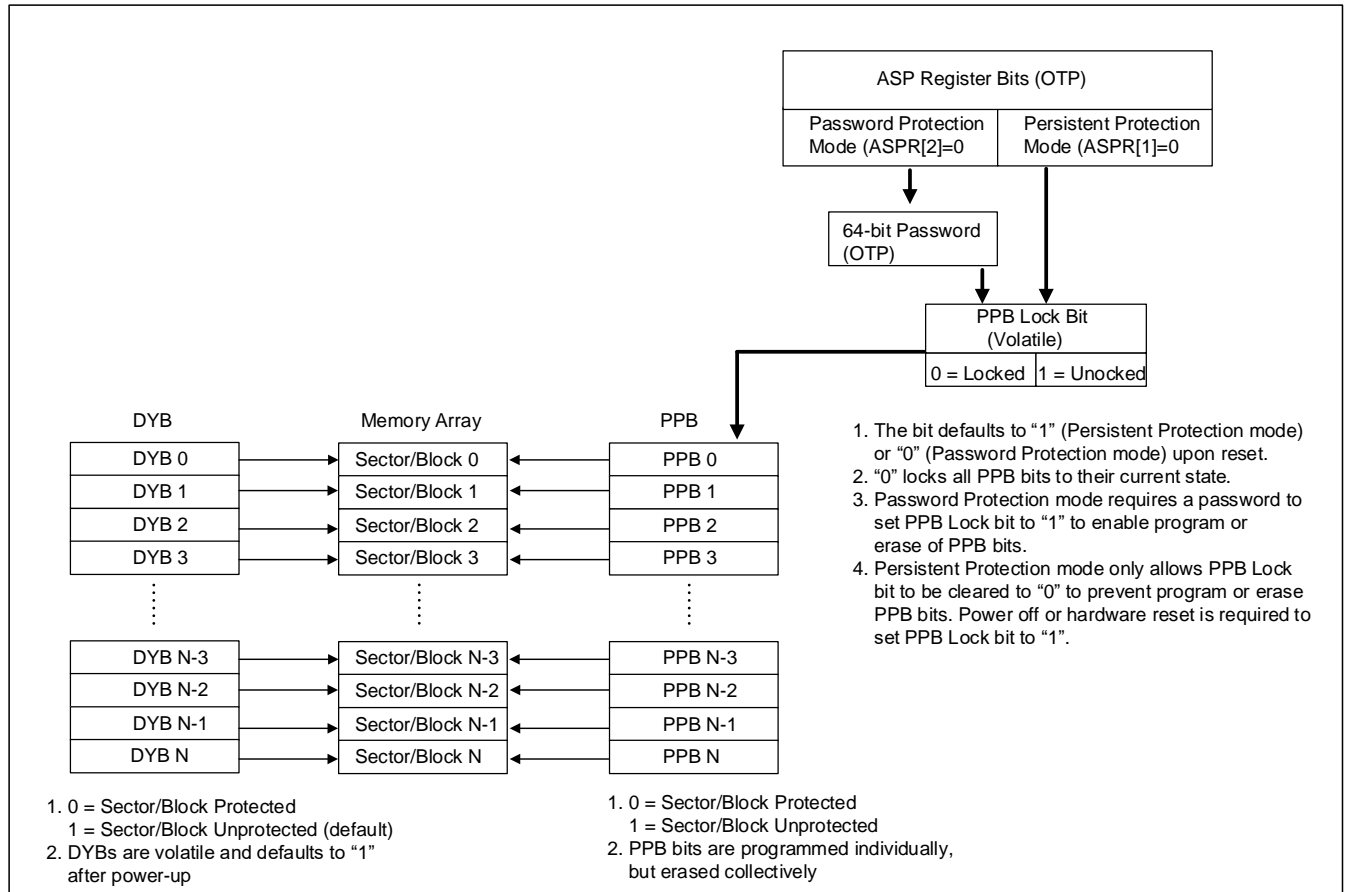 ASP Register Bits (OTP)
Password Protection
Mode (ASPR[2]=0
Persistent Protection
Mode (ASPR[1]=0
64-bit Password
(OTP)
PPB Lock Bit
(Volatile)
0 = Locked
1 = Unocked
DYB
Memory Array
PPB
DYB 0
Sector/Block 0
PPB 0
DYB 1
Sector/Block 1
PPB 1
DYB 2
Sector/Block 2
PPB 2
DYB 3
Sector/Block 3
PPB 3
DYB N-3
Sector/Block N-3
PPB N-3
DYB N-2
Sector/Block N-2
PPB N-2
DYB N-1
Sector/Block N-1
PPB N-1
DYB N
Sector/Block N
PPB N
1. The bit defaults to “1” (Persistent Protection mode)
or “0” (Password Protection mode) upon reset.
2. “0” locks all PPB bits to their current state.
3. Password Protection mode requires a password to
set PPB Lock bit to “1” to enable program or
erase of PPB bits.
4. Persistent Protection mode only allows PPB Lock
bit to be cleared to “0” to prevent program or erase
PPB bits. Power off or hardware reset is required to
set PPB Lock bit to “1”.
1. 0 = Sector/Block Protected
1 = Sector/Block Unprotected (default)
2. DYBs are volatile and defaults to “1”
after power-up
1. 0 = Sector/Block Protected
1 = Sector/Block Unprotected
2. PPB bits are programmed individually,
but erased collectively